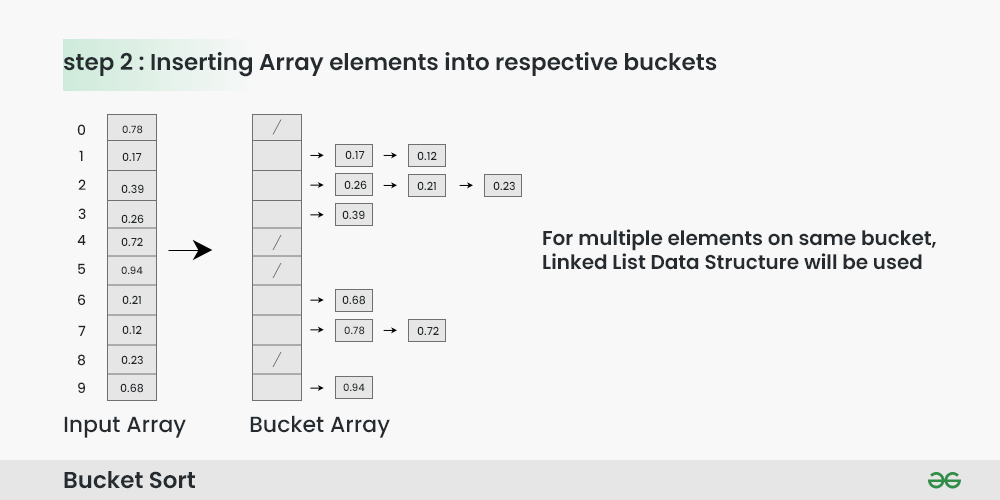 step 2 : Inserting Array elements into respective buckets
0 0.78 /
1 0.17 → 0.17 → 0.12
2 0.39 → 0.26 → 0.21 → 0.23
3 0.26 → 0.39
4 0.72 /
5 0.94 /
6 0.21 → 0.68
7 0.12 → 0.78 → 0.72
8 0.23 /
9 0.68 → 0.94
For multiple elements on same bucket,
Linked List Data Structure will be used
Input Array Bucket Array
Bucket Sort